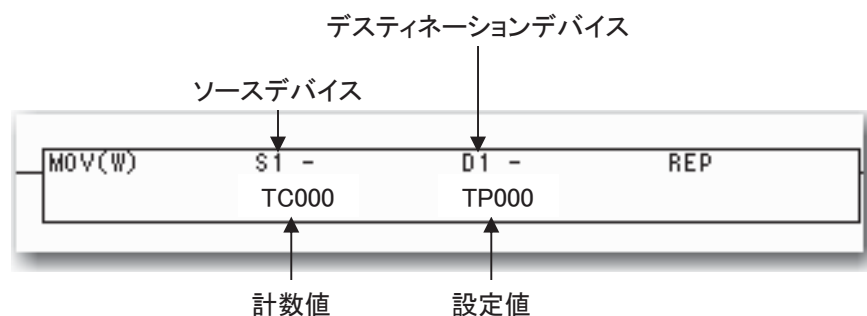 デスティネーションデバイス
ソースデバイス
MOV(W) S1 - D1 - REP
TC000 TP000
計数値 設定値